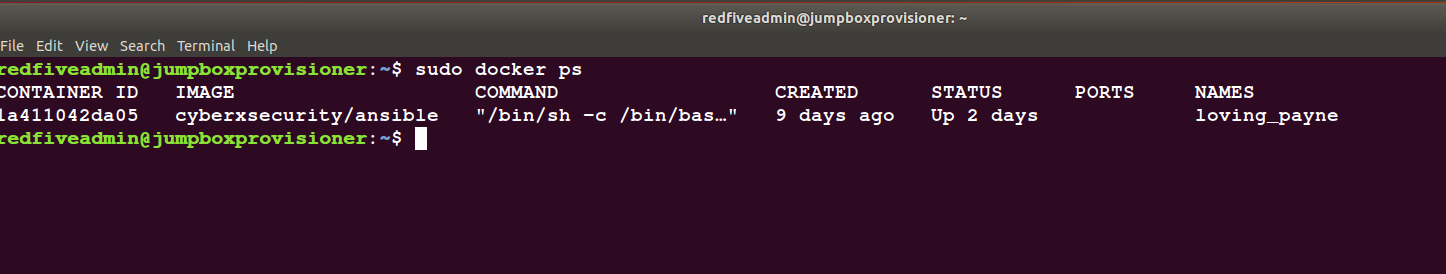 redfiveadmin@jumpboxprovisioner: ~
File Edit View Search Terminal Help
redfiveadmin@jumpboxprovisioner:~$ sudo docker ps
CONTAINER ID   IMAGE                    COMMAND                  CREATED      STATUS      PORTS     NAMES
1a411042da05   cyberxsecurity/ansible   "/bin/sh -c /bin/bas…"   9 days ago   Up 2 days             loving_payne
redfiveadmin@jumpboxprovisioner:~$